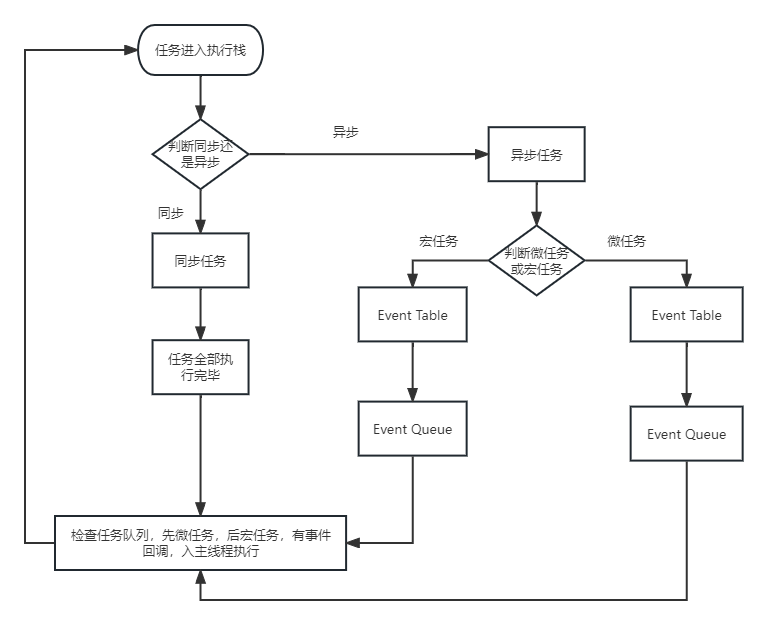 任务进入执行栈
判断同步还
是异步
异步
异步任务
同步
同步任务
宏任务
判断微任务
或宏任务
微任务
Event Table
Event Table
任务全部执
行完毕
Event Queue
Event Queue
检查任务队列，先微任务，后宏任务，有事件
回调，入主线程执行